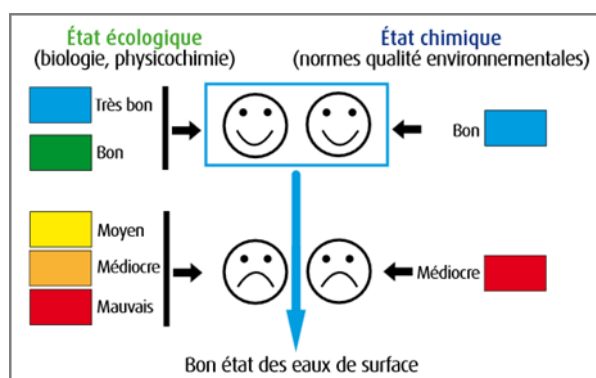 État écologique
(biologie, physicochimie)
État chimique
(normes qualité environnementales)
Très bon
Bon
Bon
Moyen
Médiocre
Mauvais
Médiocre
Bon état des eaux de surface